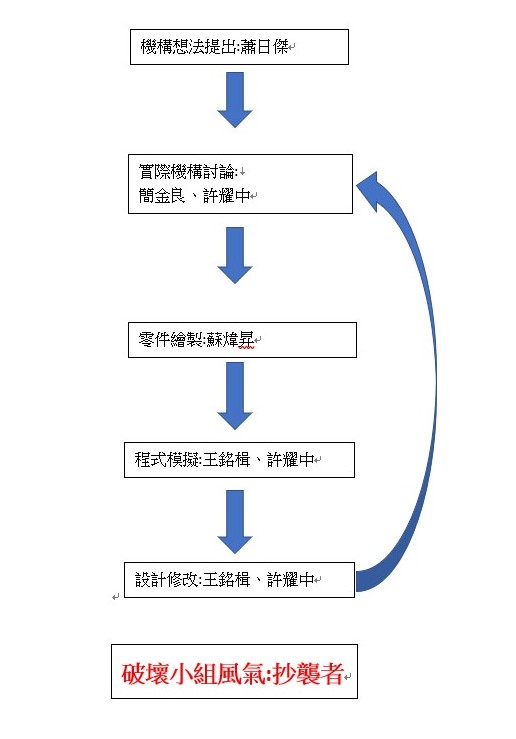 機構想法提出:蕭日傑
實際機構討論:
簡金良、許耀中
零件繪製:蘇煒昇
程式模擬:王銘楫、許耀中
設計修改:王銘楫、許耀中
破壞小組風氣:抄襲者